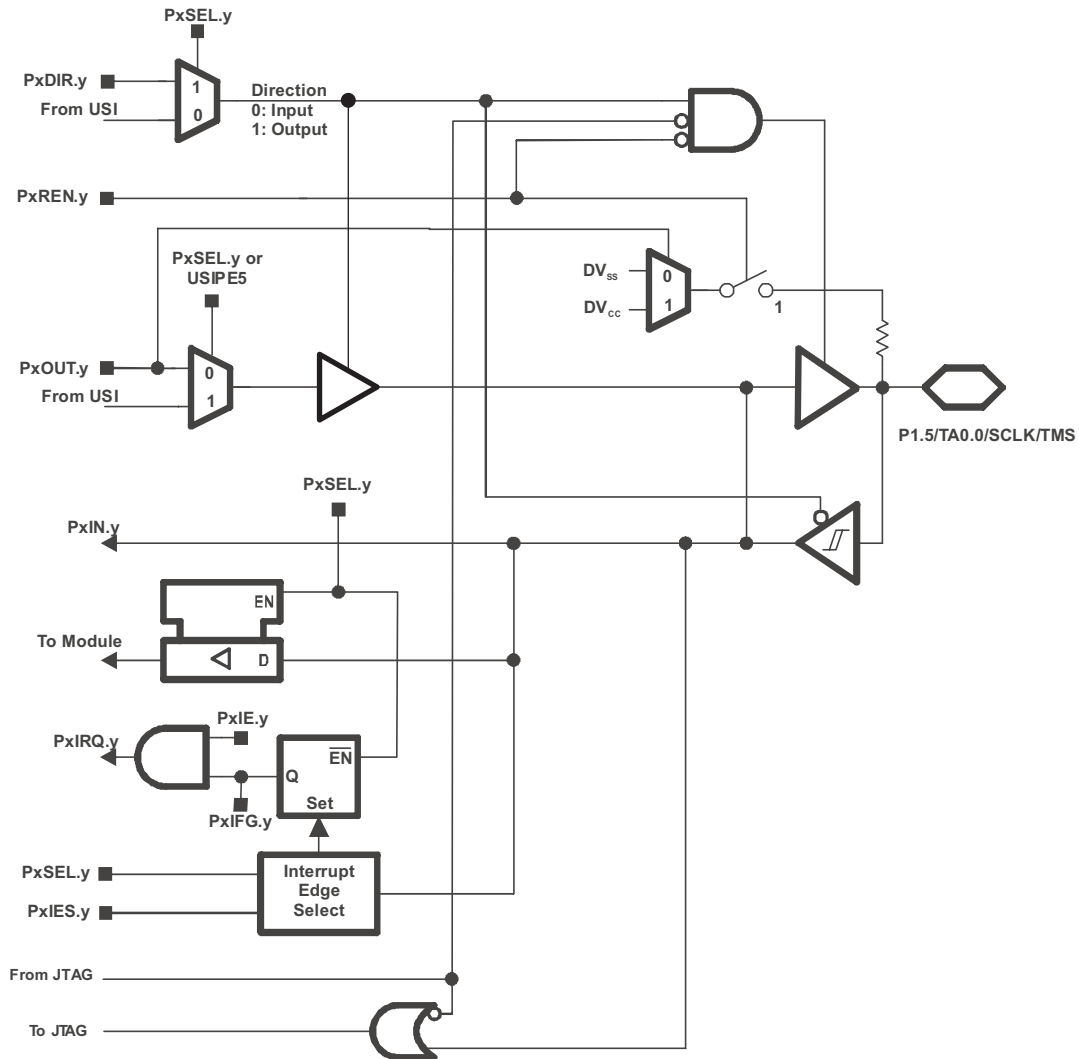 PxSEL.y
PxDIR.y
1
From USI
0
Direction
0: Input
1: Output
PxREN.y
PxSEL.y or
USIPE5
DVss
0
DVcc
1
1
PxOUT.y
0
From USI
1
P1.5/TA0.0/SCLK/TMS
PxSEL.y
PxIN.y
EN
To Module
D
PxIE.y
PxIRQ.y
EN
Q
Set
PxIFG.y
PxSEL.y
Interrupt
Edge
Select
PxIES.y
From JTAG
To JTAG